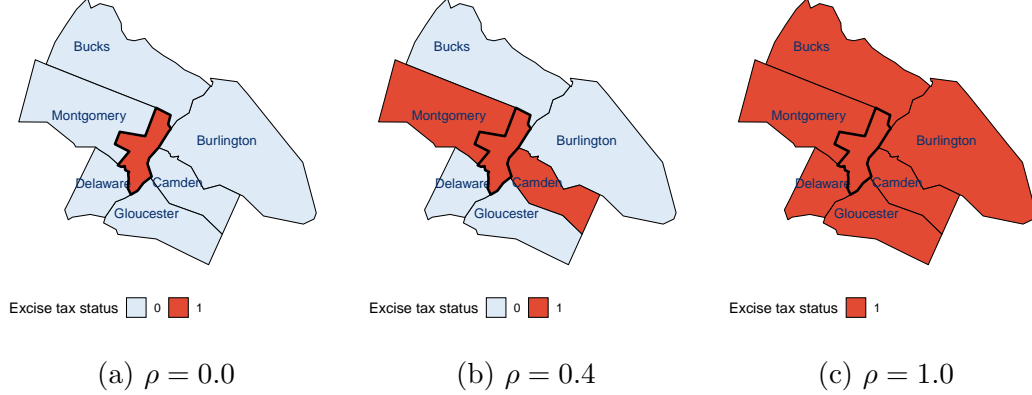 Bucks
Montgomery
Burlington
Delaware
Camden
Gloucester
Excise tax status 0 1
(a) ρ = 0.0
Bucks
Montgomery
Burlington
Delaware
Camden
Gloucester
Excise tax status 0 1
(b) ρ = 0.4
Bucks
Montgomery
Burlington
Delaware
Camden
Gloucester
Excise tax status 1
(c) ρ = 1.0